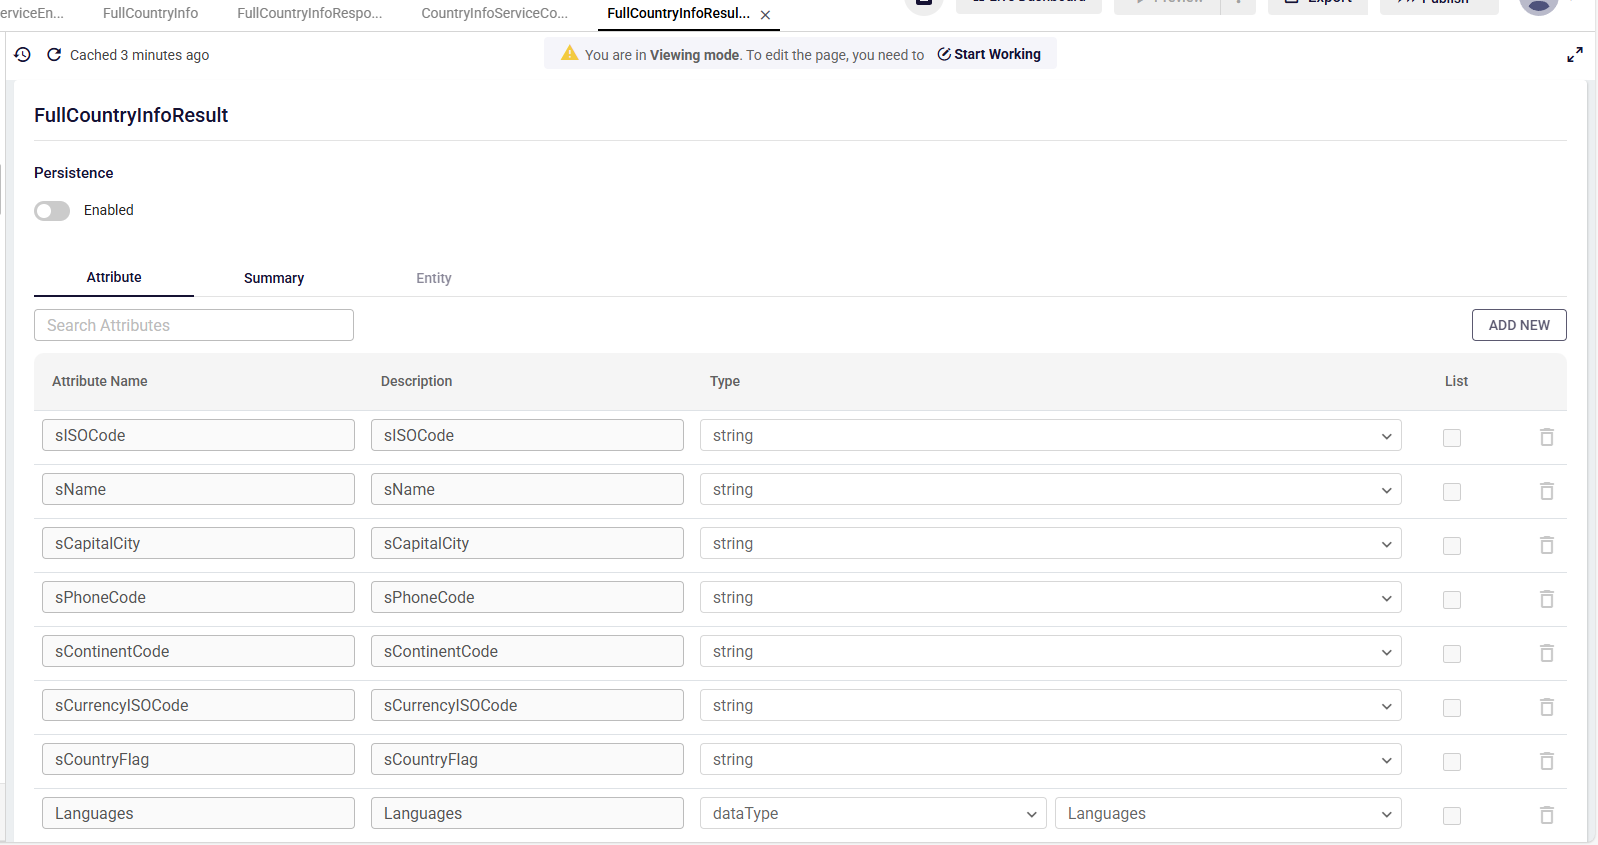 erviceEn... FullCountryInfo FullCountryInfoRespo... CountryInfoServiceCo... FullCountryInfoResul...
Cached 3 minutes ago
You are in Viewing mode. To edit the page, you need to Start Working
FullCountryInfoResult
Persistence
Enabled
Attribute Summary Entity
Search Attributes ADD NEW
Attribute Name Description Type List
sISOCode sISOCode string
sName sName string
sCapitalCity sCapitalCity string
sPhoneCode sPhoneCode string
sContinentCode sContinentCode string
sCurrencyISOCode sCurrencyISOCode string
sCountryFlag sCountryFlag string
Languages Languages dataType Languages